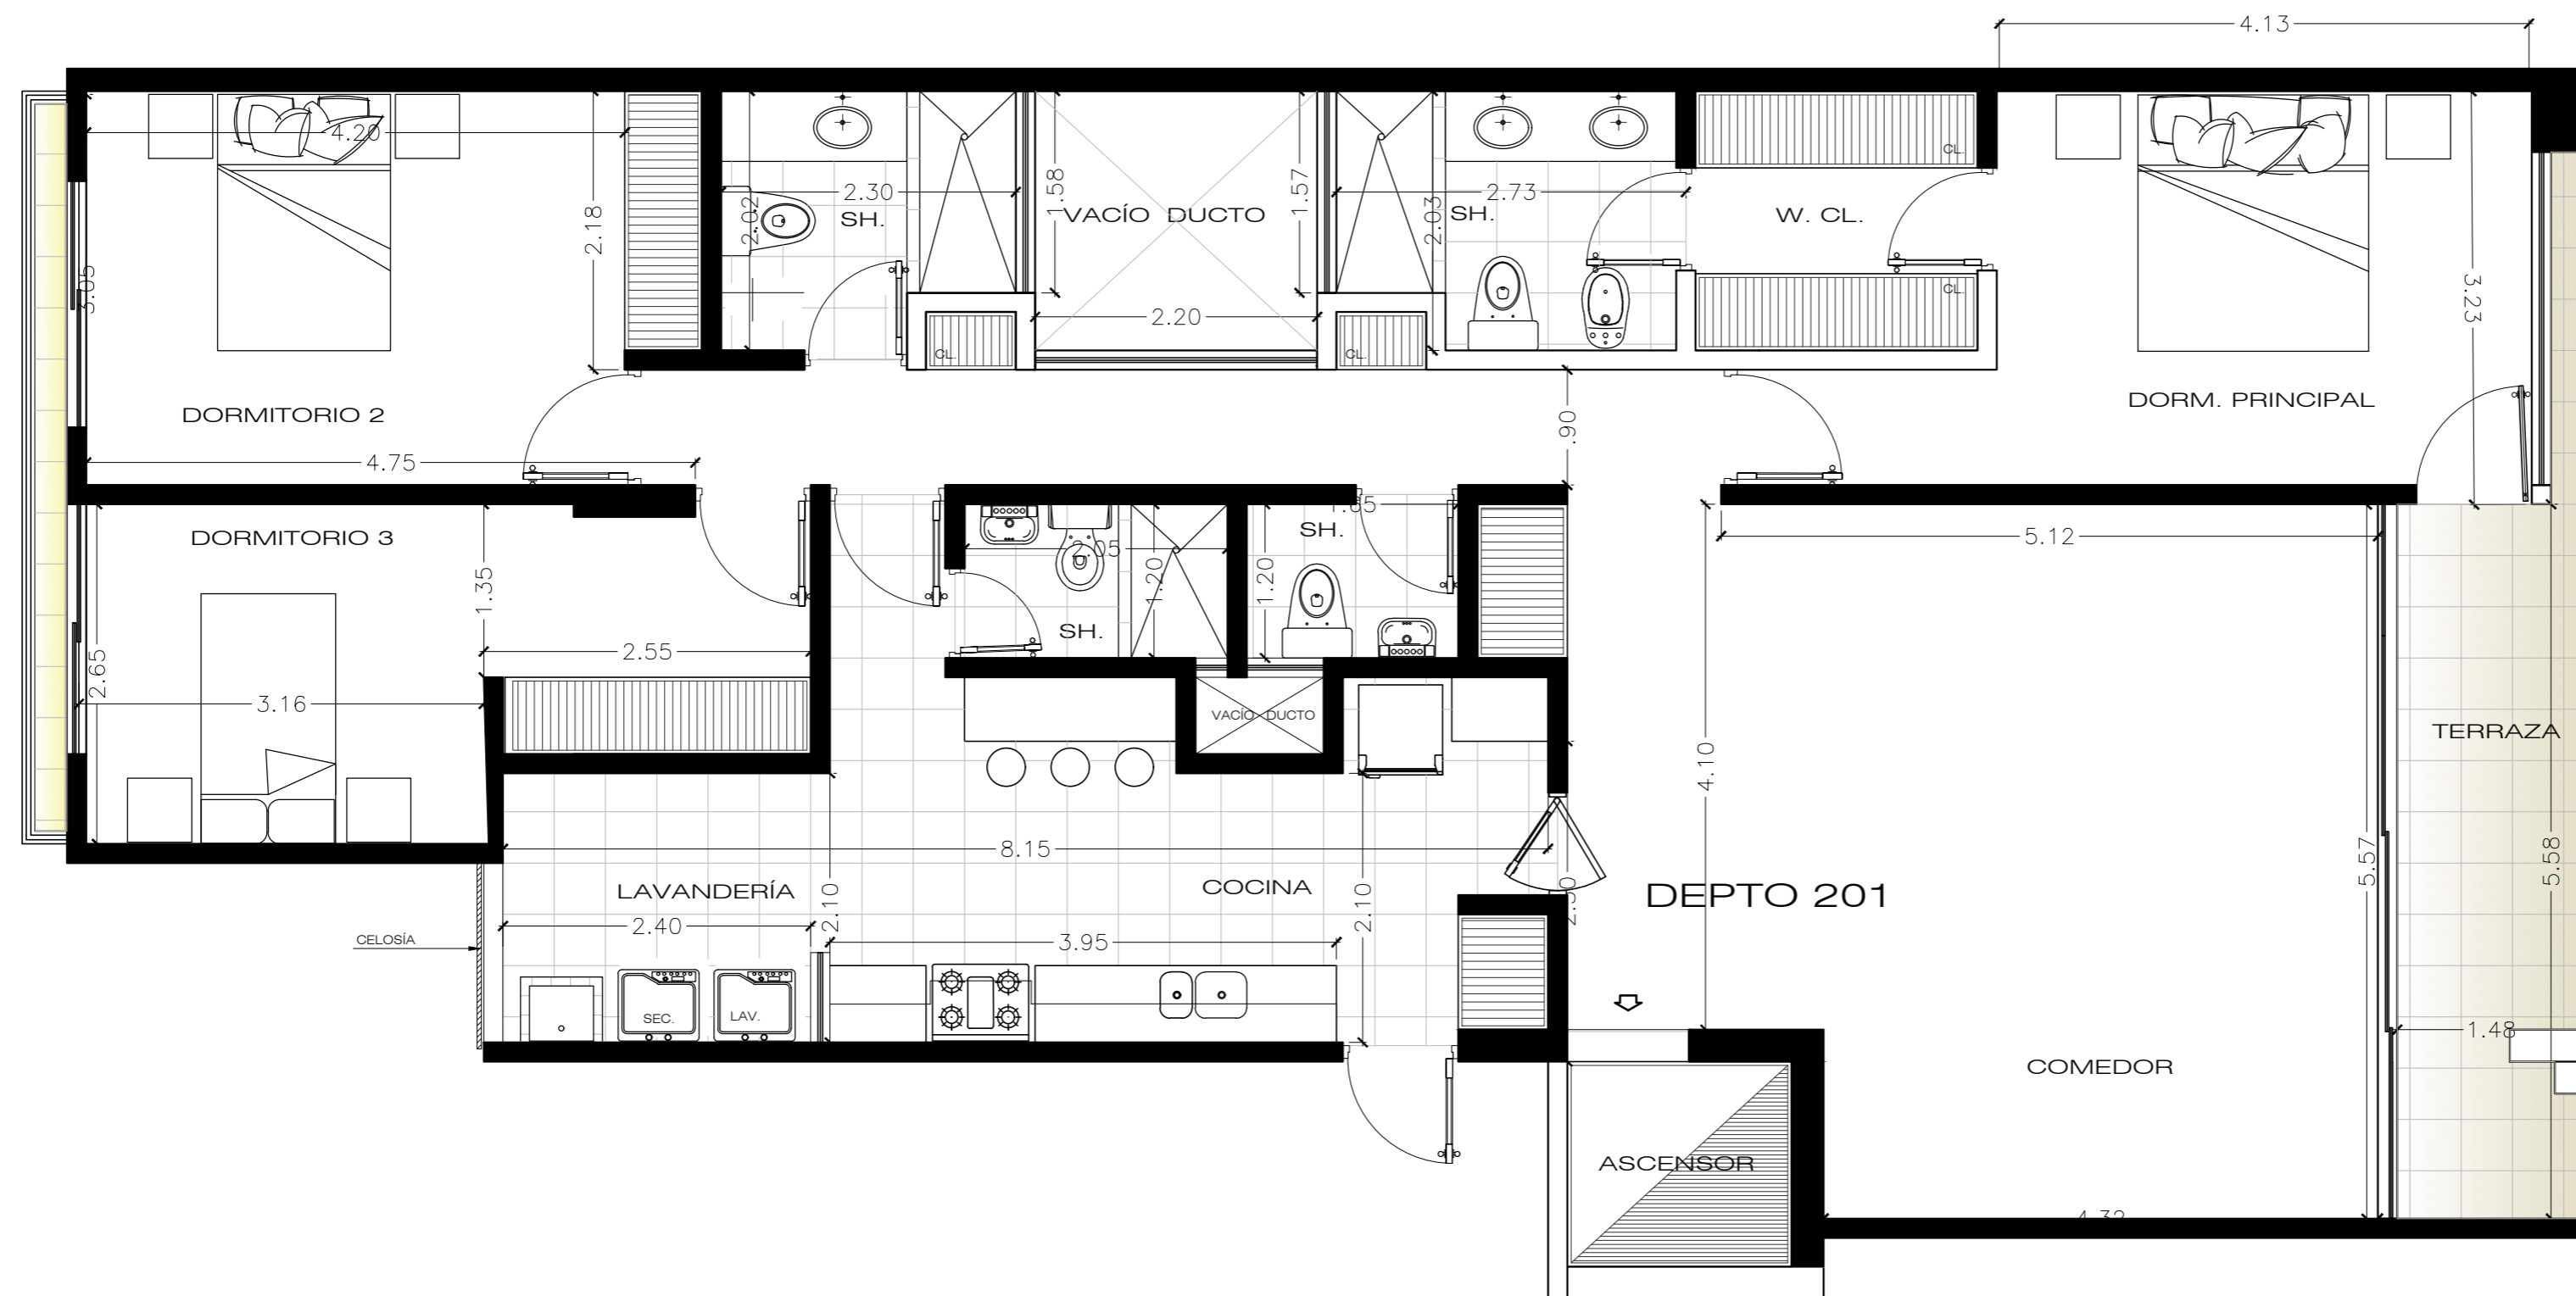 4.13
4.20
CL.
2.30
SH.
2.02
1.58
VACÍO DUCTO
1.57
2.03
SH.
2.73
W. CL.
2.18
3.05
3.23
CL.
2.20
CL.
CL.
DORMITORIO 2
DORM. PRINCIPAL
.90
4.75
DORMITORIO 3
1.65
SH.
5.12
2.05
1.35
1.20
1.20
SH.
2.55
2.65
3.16
VACÍO DUCTO
TERRAZA
4.10
8.15
5.57
5.58
LAVANDERÍA
COCINA
DEPTO 201
2.10
2.10
2.40
3.95
CELOSÍA
SEC.
LAV.
1.48
COMEDOR
ASCENSOR
4.32